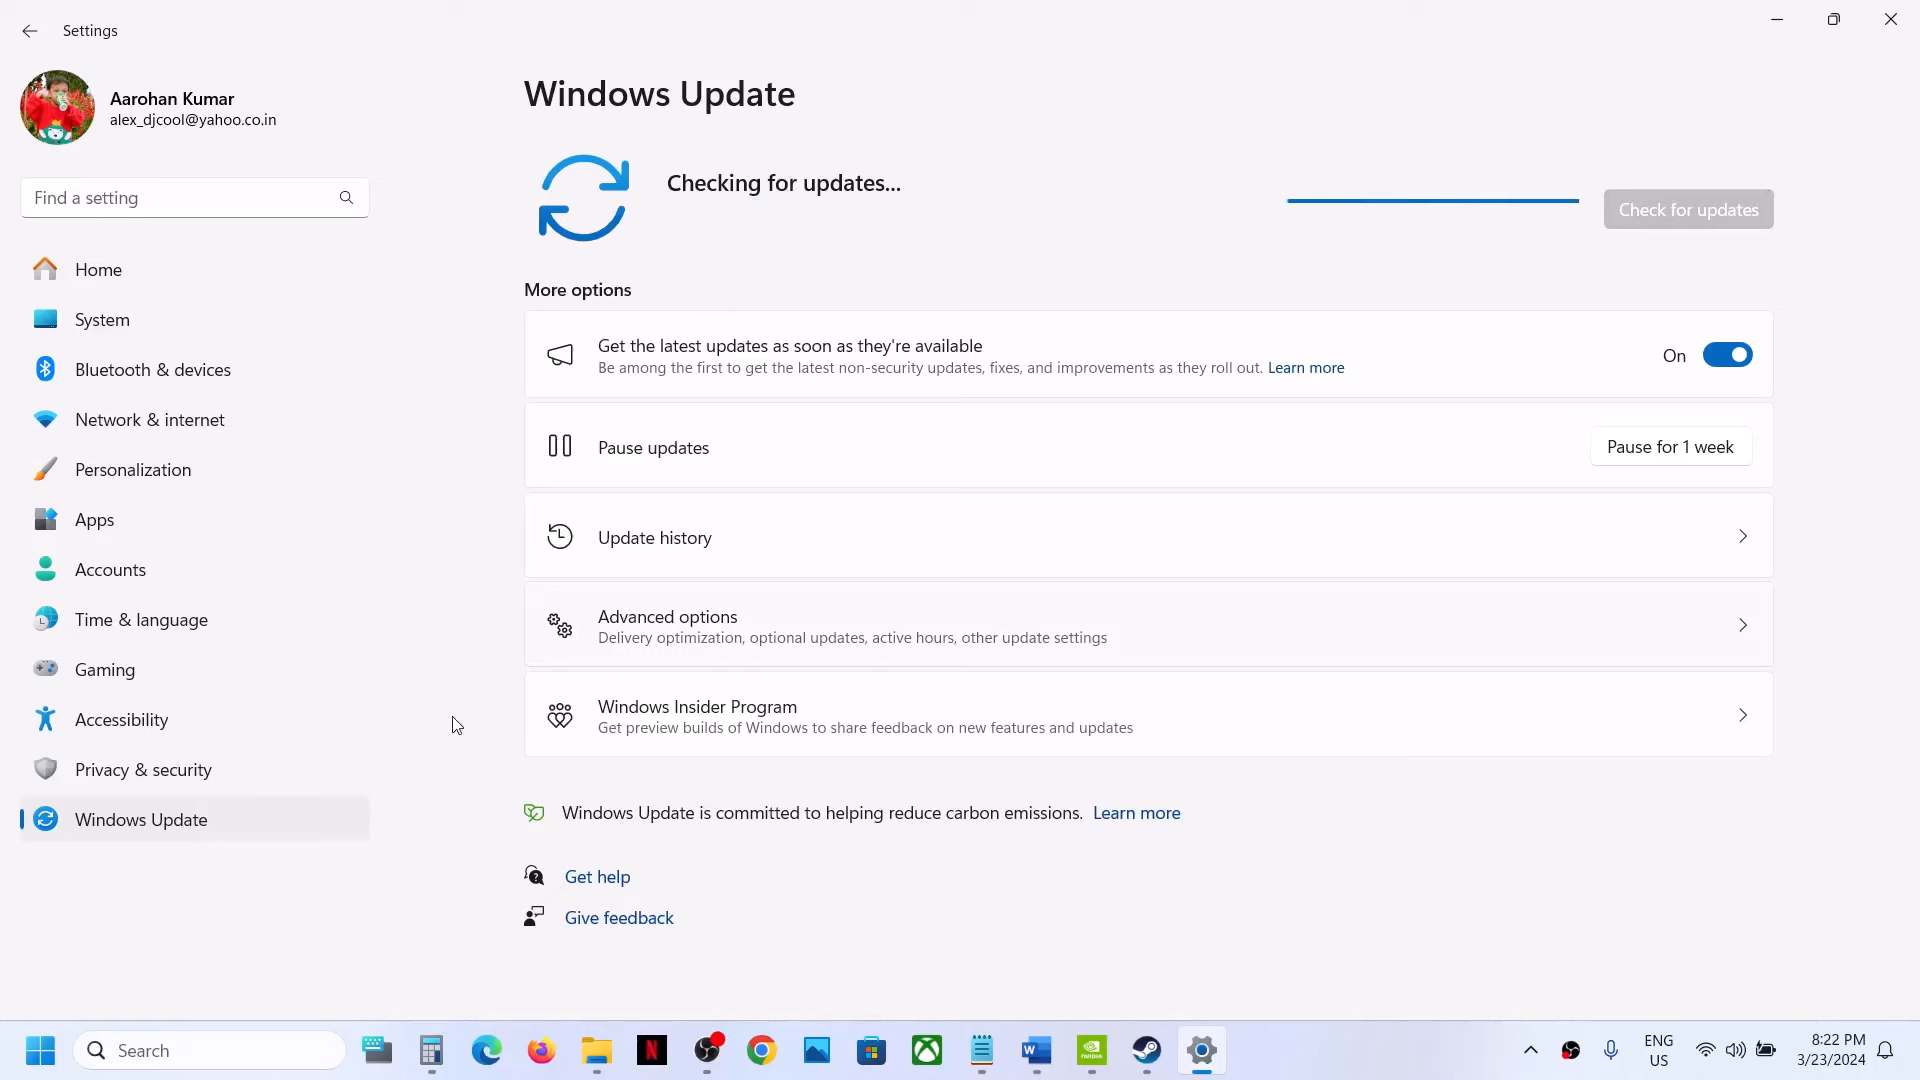 Settings
Aarohan Kumar
alex_djcool@yahoo.co.in
Find a setting
Home
System
Bluetooth & devices
Network & internet
Personalization
Apps
Accounts
Time & language
Gaming
Accessibility
Privacy & security
Windows Update
Windows Update
Checking for updates...
Check for updates
More options
Get the latest updates as soon as they're available
Be among the first to get the latest non-security updates, fixes, and improvements as they roll out. Learn more
On
Pause updates
Pause for 1 week
Update history
Advanced options
Delivery optimization, optional updates, active hours, other update settings
Windows Insider Program
Get preview builds of Windows to share feedback on new features and updates
Windows Update is committed to helping reduce carbon emissions. Learn more
Get help
Give feedback
Search
ENG
US
8:22 PM
3/23/2024